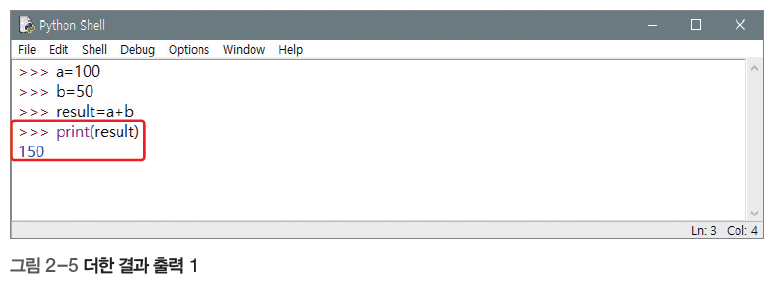 Python Shell
File Edit Shell Debug Options Window Help
>>> a=100
>>> b=50
>>> result=a+b
>>> print(result)
150
Ln: 3 Col: 4
그림 2-5 더한 결과 출력 1